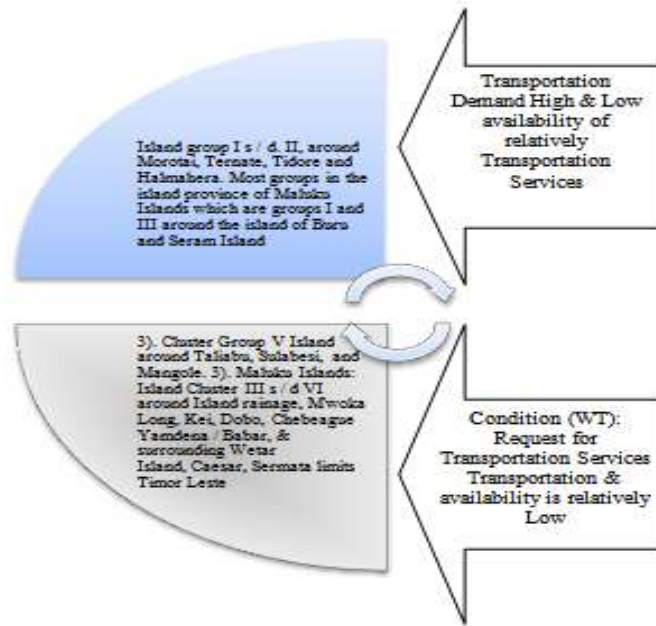 Island group I s / d. II, around
Morotai, Ternate, Tidore and
Halmahera. Most groups in the
island province of Maluku
Islands which are groups I and
III around the island of Buru
and Seram Island
Transportation
Demand High & Low
availability of
relatively
Transportation
Services
3). Cluster Group V Island
around Taliabu, Sulabesi, and
Mangole. 3). Maluku Islands:
Island Cluster III s / d VI
around Island rainage, Mwoka
Long, Kei, Dobo, Chebeague
Yamdena / Babar, &
surrounding Wetar
Island, Caesar, Sermata limits
Timor Leste
Condition (WT):
Request for
Transportation Services
Transportation &
availability is relatively
Low